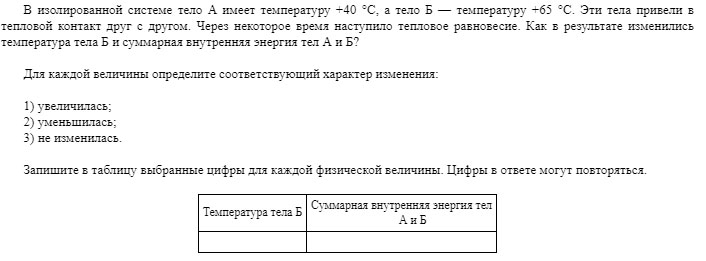 В изолированной системе тело А имеет температуру +40 °С, а тело Б — температуру +65 °С. Эти тела привели в
тепловой контакт друг с другом. Через некоторое время наступило тепловое равновесие. Как в результате изменились
температура тела Б и суммарная внутренняя энергия тел А и Б?
Для каждой величины определите соответствующий характер изменения:
1) увеличилась;
2) уменьшилась;
3) не изменилась.
Запишите в таблицу выбранные цифры для каждой физической величины. Цифры в ответе могут повторяться.
Температура тела Б
Суммарная внутренняя энергия тел
А и Б